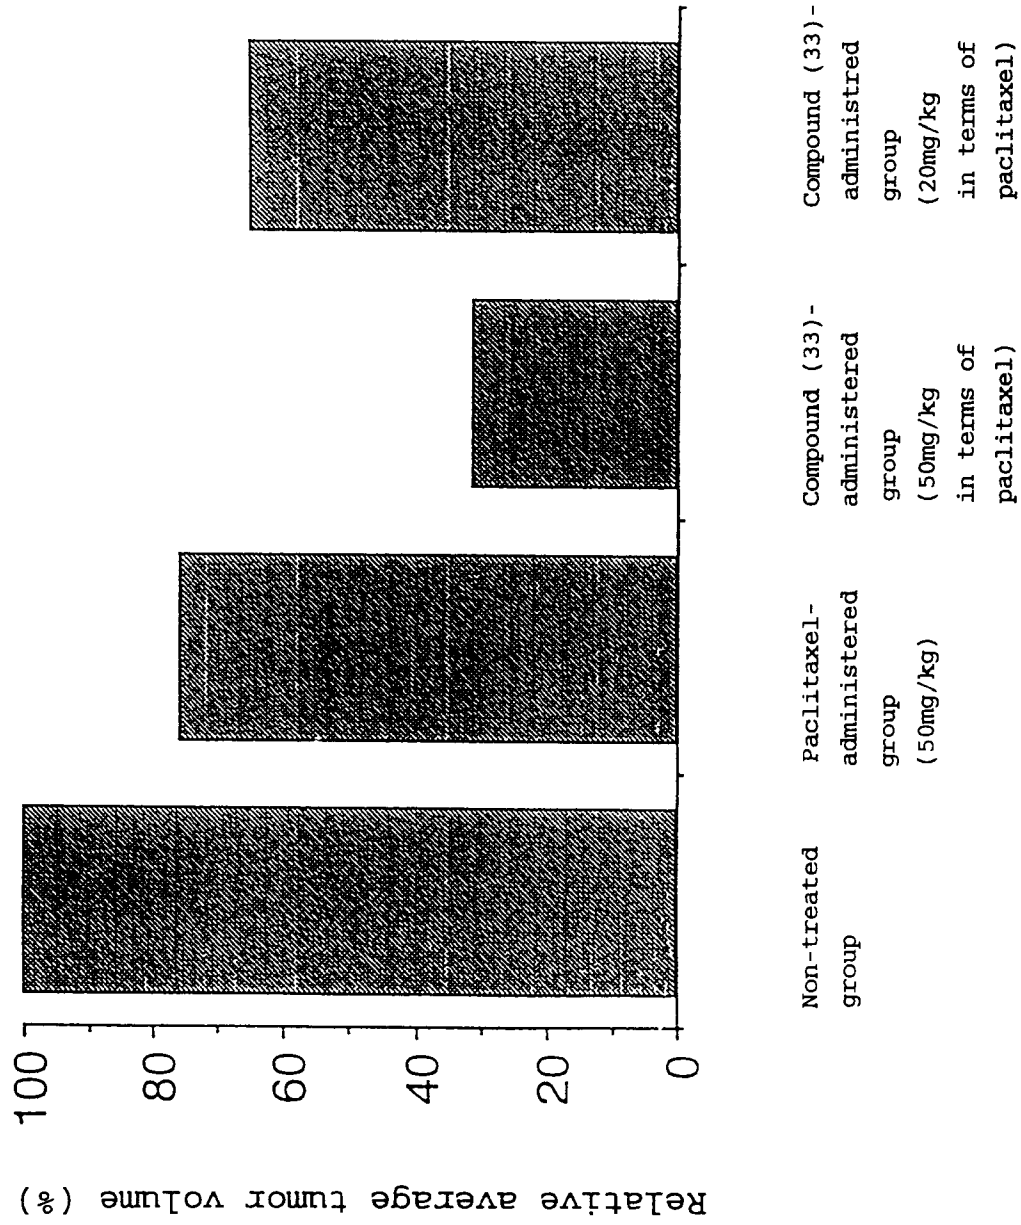 Relative average tumor volume (%)
100
80
60
40
20
0
Non-treated
group
Paclitaxel-
administered
group
(50mg/kg)
Compound (33)-
administered
group
(50mg/kg
in terms of
paclitaxel)
Compound (33)-
administred
group
(20mg/kg
in terms of
paclitaxel)